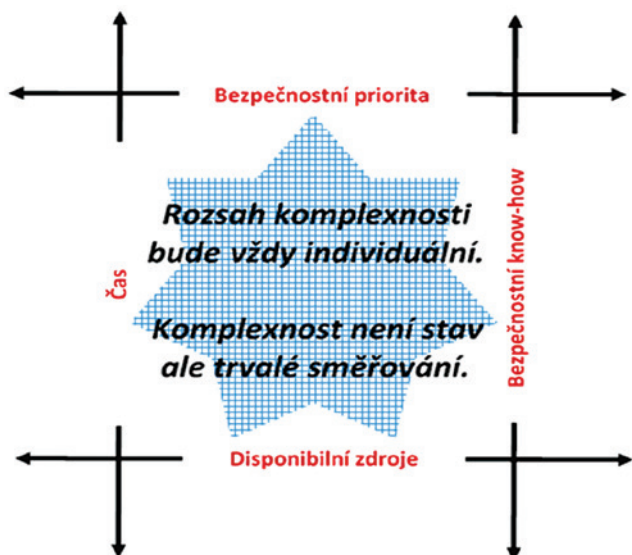 Bezpečnostní priorita
Rozsah komplexnosti
bude vždy individuální.
Čas
Bezpečnostní know-how
Komplexnost není stav
ale trvalé směřování.
Disponibilní zdroje